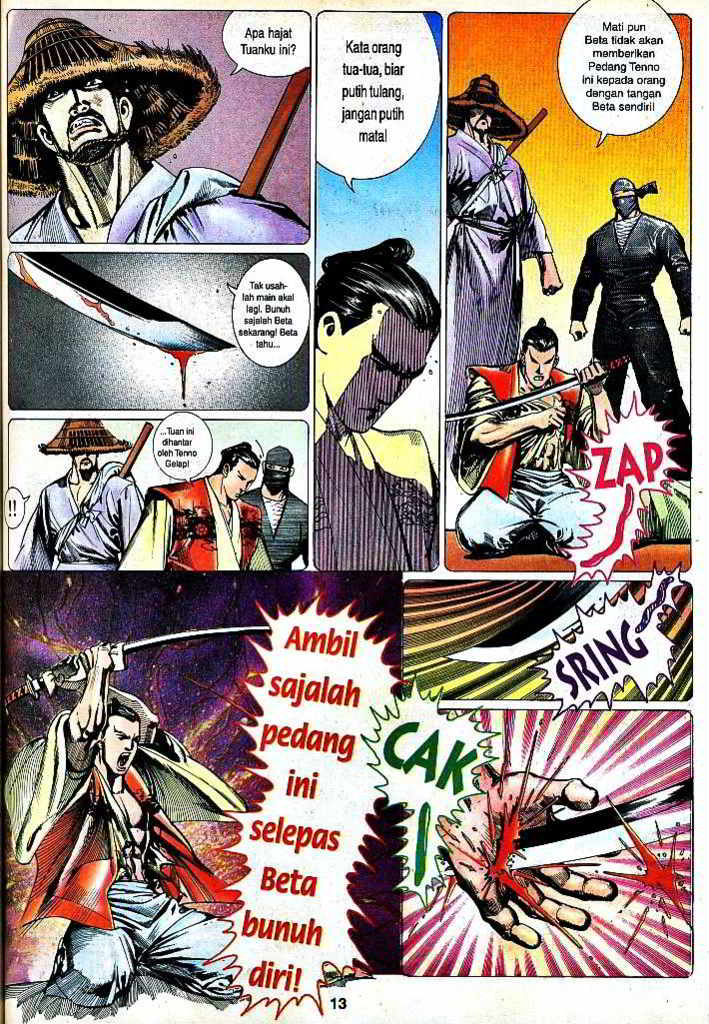 Apa hajat
Tuanku ini?
Tak usah-
lah main akal
lagi. Bunuh
sajalah Beta
sekarang! Beta
tahu...
!!
...Tuan ini
dihantar
oleh Tenno
Gelap!
Kata orang
tua-tua, biar
putih tulang,
jangan putih
mata!
Mati pun
Beta tidak akan
memberikan
Pedang Tenno
ini kepada orang
dengan tangan
Beta sendiri!
ZAP
Ambil
sajalah
pedang
ini
selepas
Beta
bunuh
diri!
SRING
CAK
13